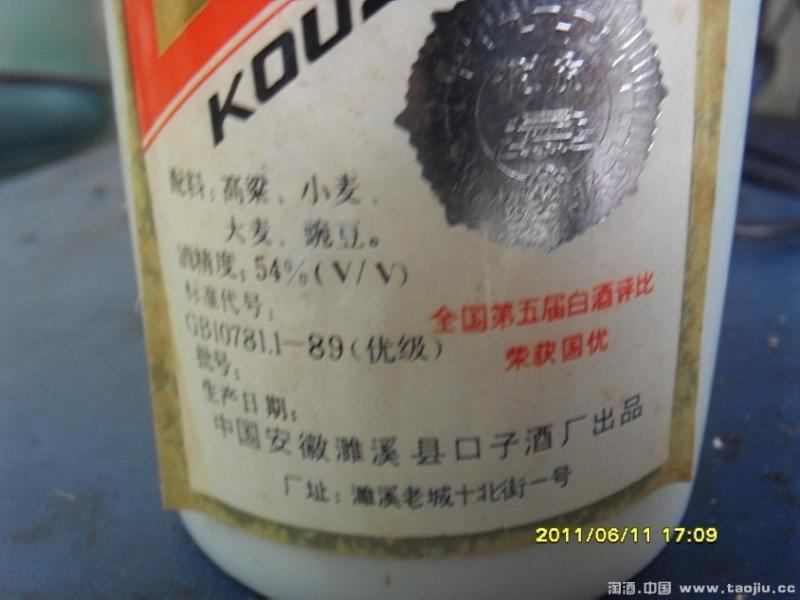 KOUZ
配料:高粱、小麦、
大麦、豌豆。
酒精度:54%(V/V)
标准代号:
GB10781.1-89(优级)
批号:
生产日期:
全国第五届白酒评比
荣获国优
中国安徽濉溪县口子酒厂出品
厂址:濉溪老城十北街一号
2011/06/11 17:09
淘酒.中国 www.taojiu.cc